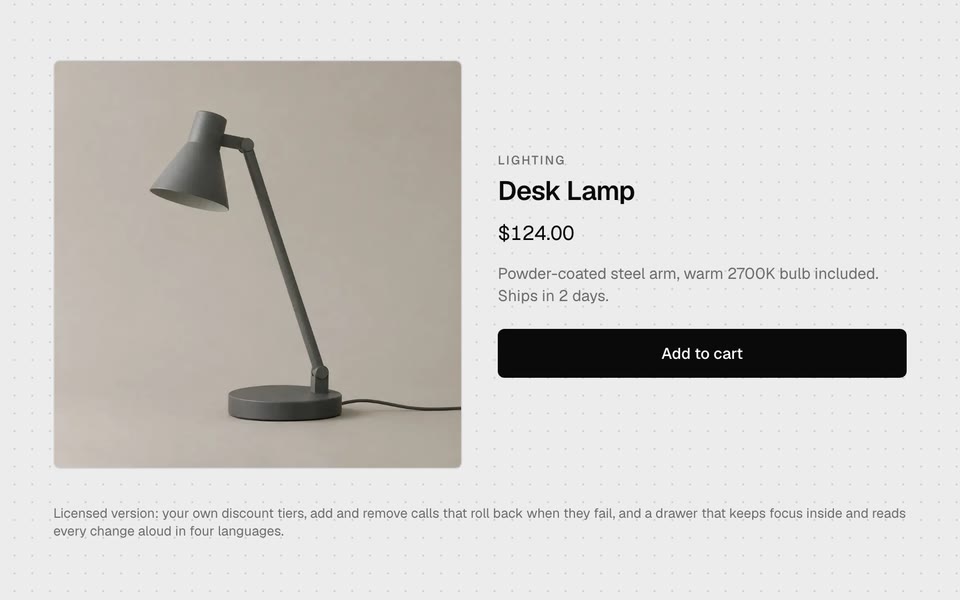 LIGHTING
Desk Lamp
$124.00
Powder-coated steel arm, warm 2700K bulb included.
Ships in 2 days.
Add to cart
Licensed version: your own discount tiers, add and remove calls that roll back when they fail, and a drawer that keeps focus inside and reads
every change aloud in four languages.